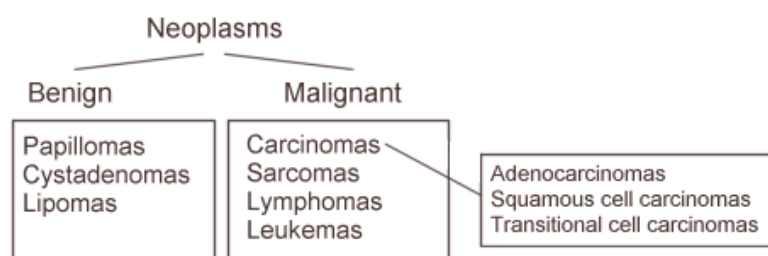 Neoplasms
Benign
Malignant
Papillomas
Cystadenomas
Lipomas
Carcinomas
Sarcomas
Lymphomas
Leukemas
Adenocarcinomas
Squamous cell carcinomas
Transitional cell carcinomas